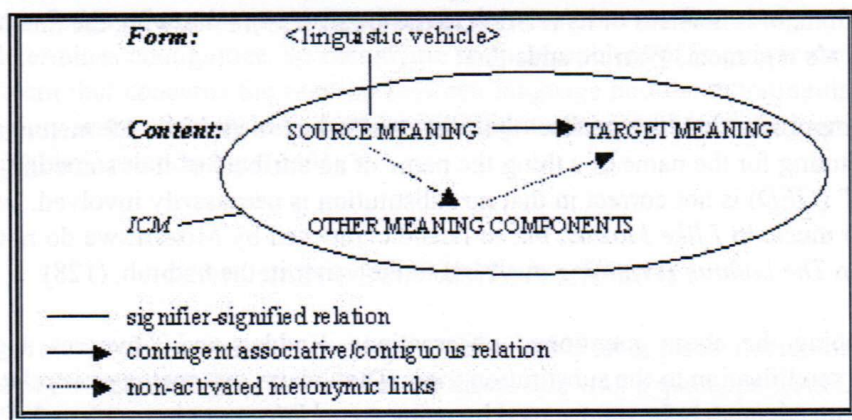 Form: <linguistic vehicle>
Content: SOURCE MEANING TARGET MEANING
ICM
OTHER MEANING COMPONENTS
signifier-signified relation
contingent associative/contiguous relation
non-activated metonymic links